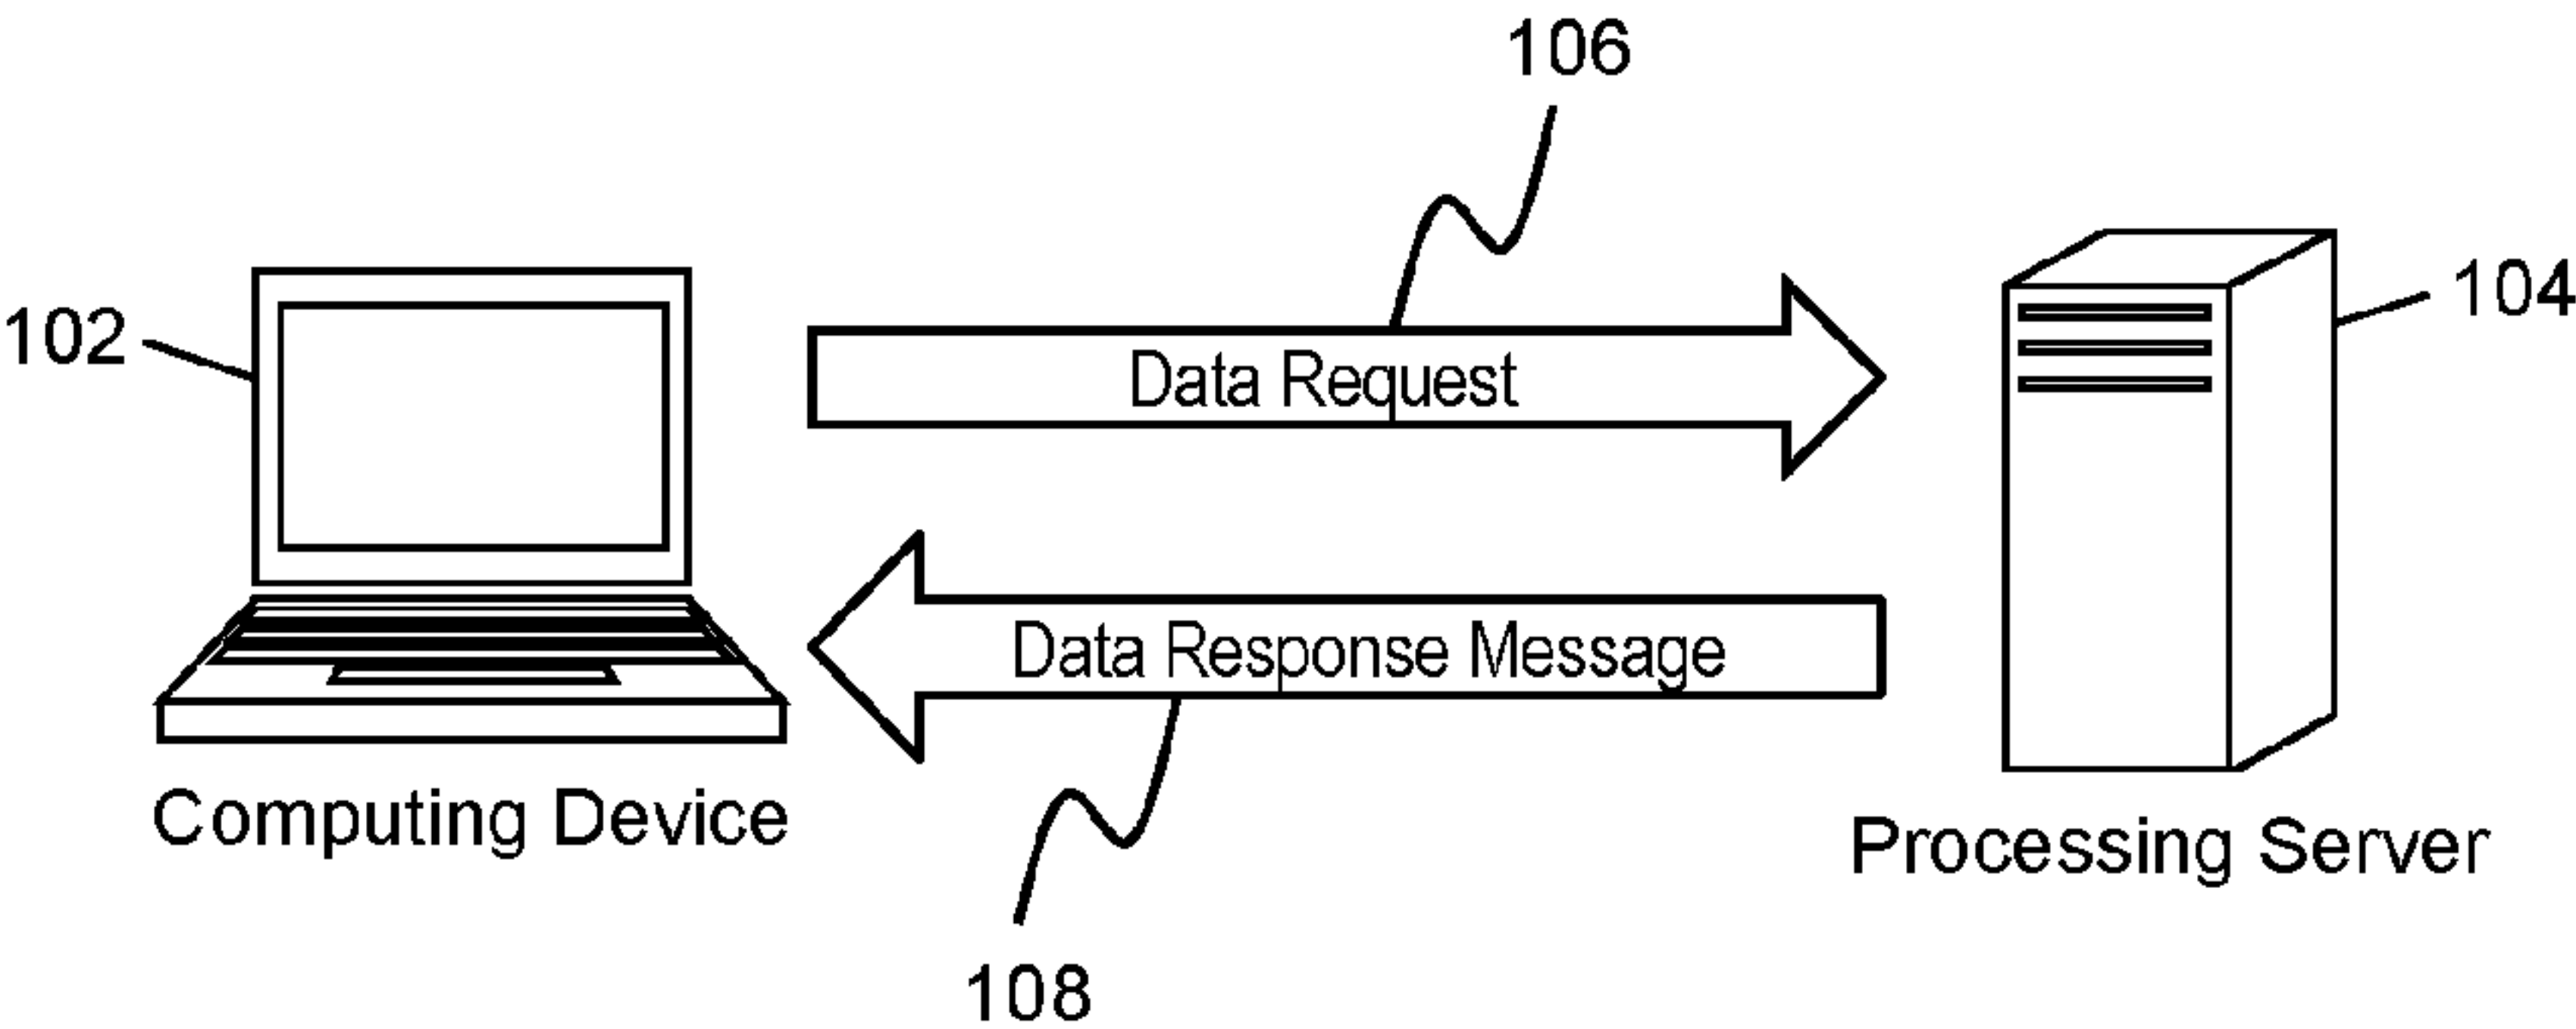 106
102
104
Data Request
Data Response Message
Computing Device
Processing Server
108